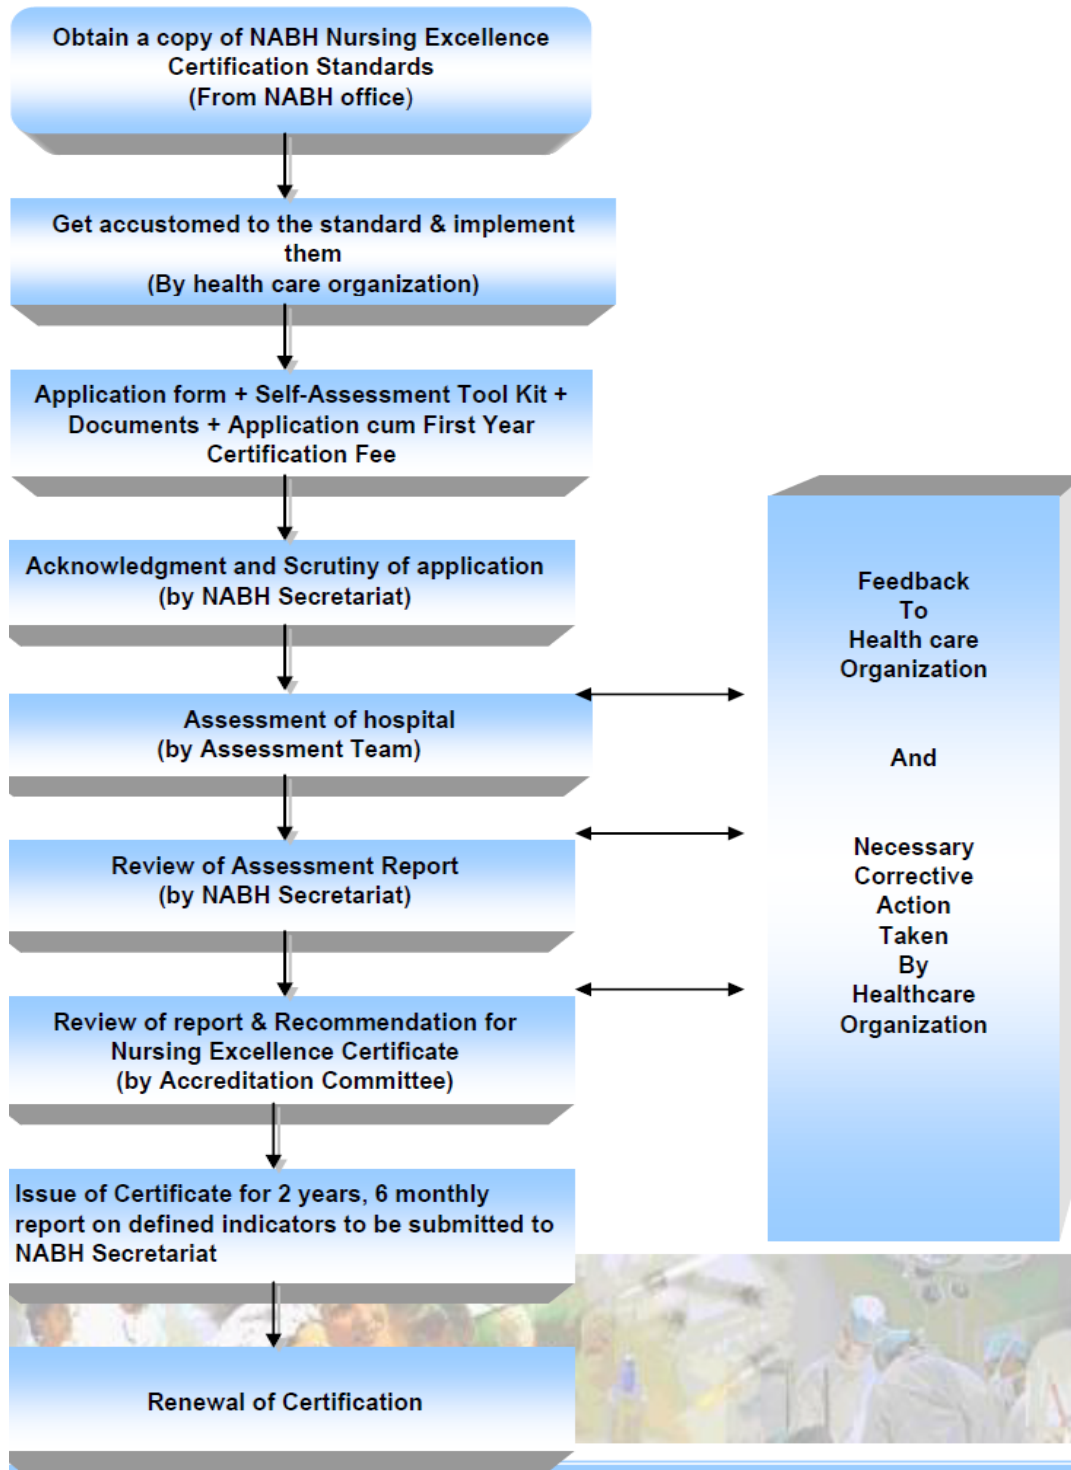 Obtain a copy of NABH Nursing Excellence
Certification Standards
(From NABH office)
Get accustomed to the standard & implement
them
(By health care organization)
Application form + Self-Assessment Tool Kit +
Documents + Application cum First Year
Certification Fee
Acknowledgment and Scrutiny of application
(by NABH Secretariat)
Assessment of hospital
(by Assessment Team)
Review of Assessment Report
(by NABH Secretariat)
Review of report & Recommendation for
Nursing Excellence Certificate
(by Accreditation Committee)
Issue of Certificate for 2 years, 6 monthly
report on defined indicators to be submitted to
NABH Secretariat
Renewal of Certification
Feedback
To
Health care
Organization
And
Necessary
Corrective
Action
Taken
By
Healthcare
Organization